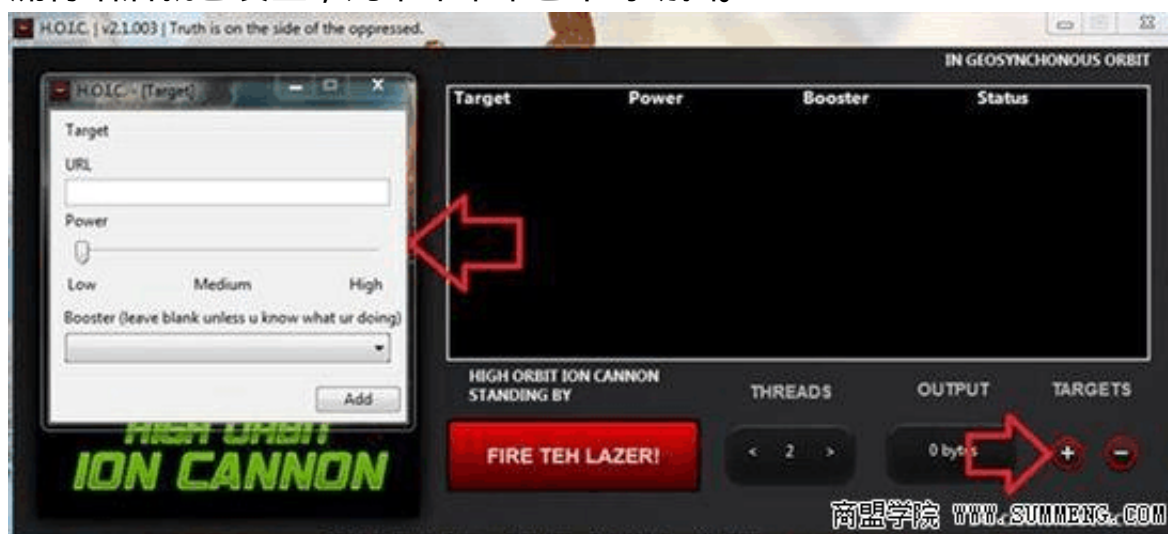 H.O.I.C. | v2.1.003 | Truth is on the side of the oppressed.
IN GEOSYNCHONOUS ORBIT
H.O.I.C. - [Target]
Target
URL
Power
Low Medium High
Booster (leave blank unless u know what ur doing)
Add
Target Power Booster Status
HIGH ORBIT
ION CANNON
HIGH ORBIT ION CANNON
STANDING BY
FIRE TEH LAZER!
THREADS
< 2 >
OUTPUT
0 bytes
TARGETS
+ −
商盟学院 WWW.SUMMENG.COM